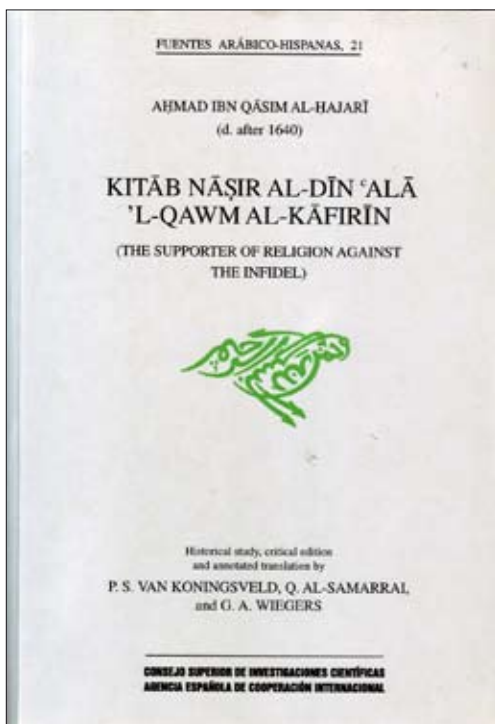 FUENTES ARÁBICO-HISPANAS, 21
AḤMAD IBN QĀSIM AL-ḤAJARĪ
(d. after 1640)
KITĀB NĀṢIR AL-DĪN ʿALĀ
ʾL-QAWM AL-KĀFIRĪN
(THE SUPPORTER OF RELIGION AGAINST
THE INFIDEL)
Historical study, critical edition
and annotated translation by
P. S. VAN KONINGSVELD, Q. AL-SAMARRAI,
and G. A. WIEGERS
CONSEJO SUPERIOR DE INVESTIGACIONES CIENTÍFICAS
AGENCIA ESPAÑOLA DE COOPERACIÓN INTERNACIONAL